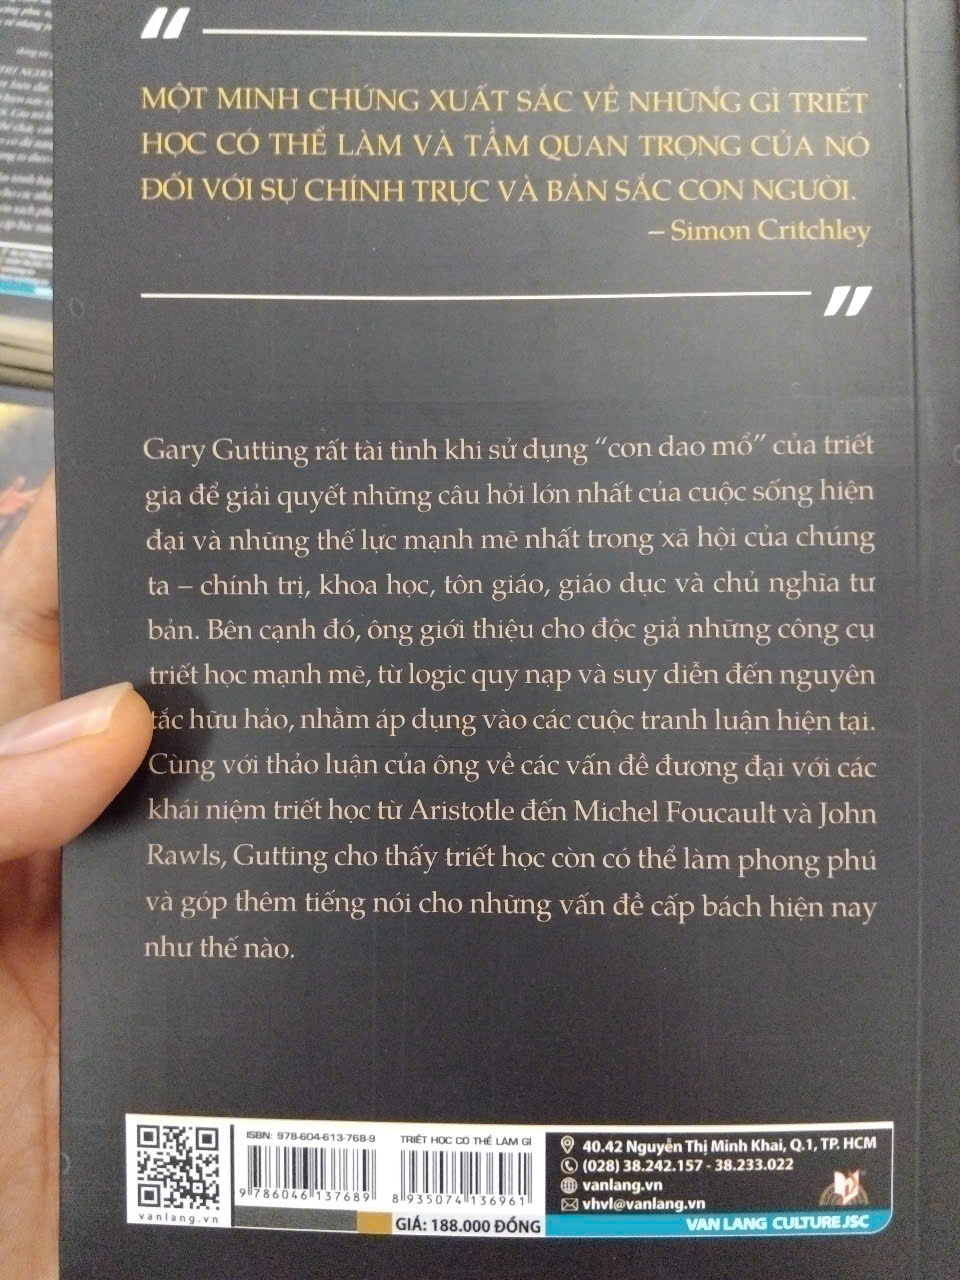 MỘT MINH CHỨNG XUẤT SẮC VỀ NHỮNG GÌ TRIẾT
HỌC CÓ THỂ LÀM VÀ TẦM QUAN TRỌNG CỦA NÓ
ĐỐI VỚI SỰ CHÍNH TRỰC VÀ BẢN SẮC CON NGƯỜI.
– Simon Critchley
Gary Gutting rất tài tình khi sử dụng “con dao mổ” của triết
gia để giải quyết những câu hỏi lớn nhất của cuộc sống hiện
đại và những thế lực mạnh mẽ nhất trong xã hội của chúng
ta – chính trị, khoa học, tôn giáo, giáo dục và chủ nghĩa tư
bản. Bên cạnh đó, ông giới thiệu cho độc giả những công cụ
triết học mạnh mẽ, từ logic quy nạp và suy diễn đến nguyên
tắc hữu hảo, nhằm áp dụng vào các cuộc tranh luận hiện tại.
Cùng với thảo luận của ông về các vấn đề đương đại với các
khái niệm triết học từ Aristotle đến Michel Foucault và John
Rawls, Gutting cho thấy triết học còn có thể làm phong phú
và góp thêm tiếng nói cho những vấn đề cấp bách hiện nay
như thế nào.
vanlang.vn
ISBN: 978-604-613-768-9
9 786046 137689
TRIẾT HỌC CÓ THỂ LÀM GÌ
8 935074 136961
GIÁ: 188.000 ĐỒNG
40.42 Nguyễn Thị Minh Khai, Q.1, TP. HCM
(028) 38.242.157 - 38.233.022
vanlang.vn
vhvl@vanlang.vn
VAN LANG CULTURE JSC